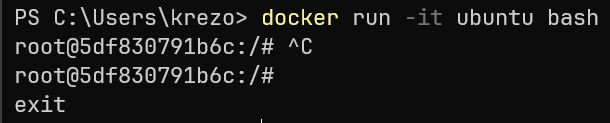 PS C:\Users\krezo> docker run -it ubuntu bash
root@5df830791b6c:/# ^C
root@5df830791b6c:/#
exit